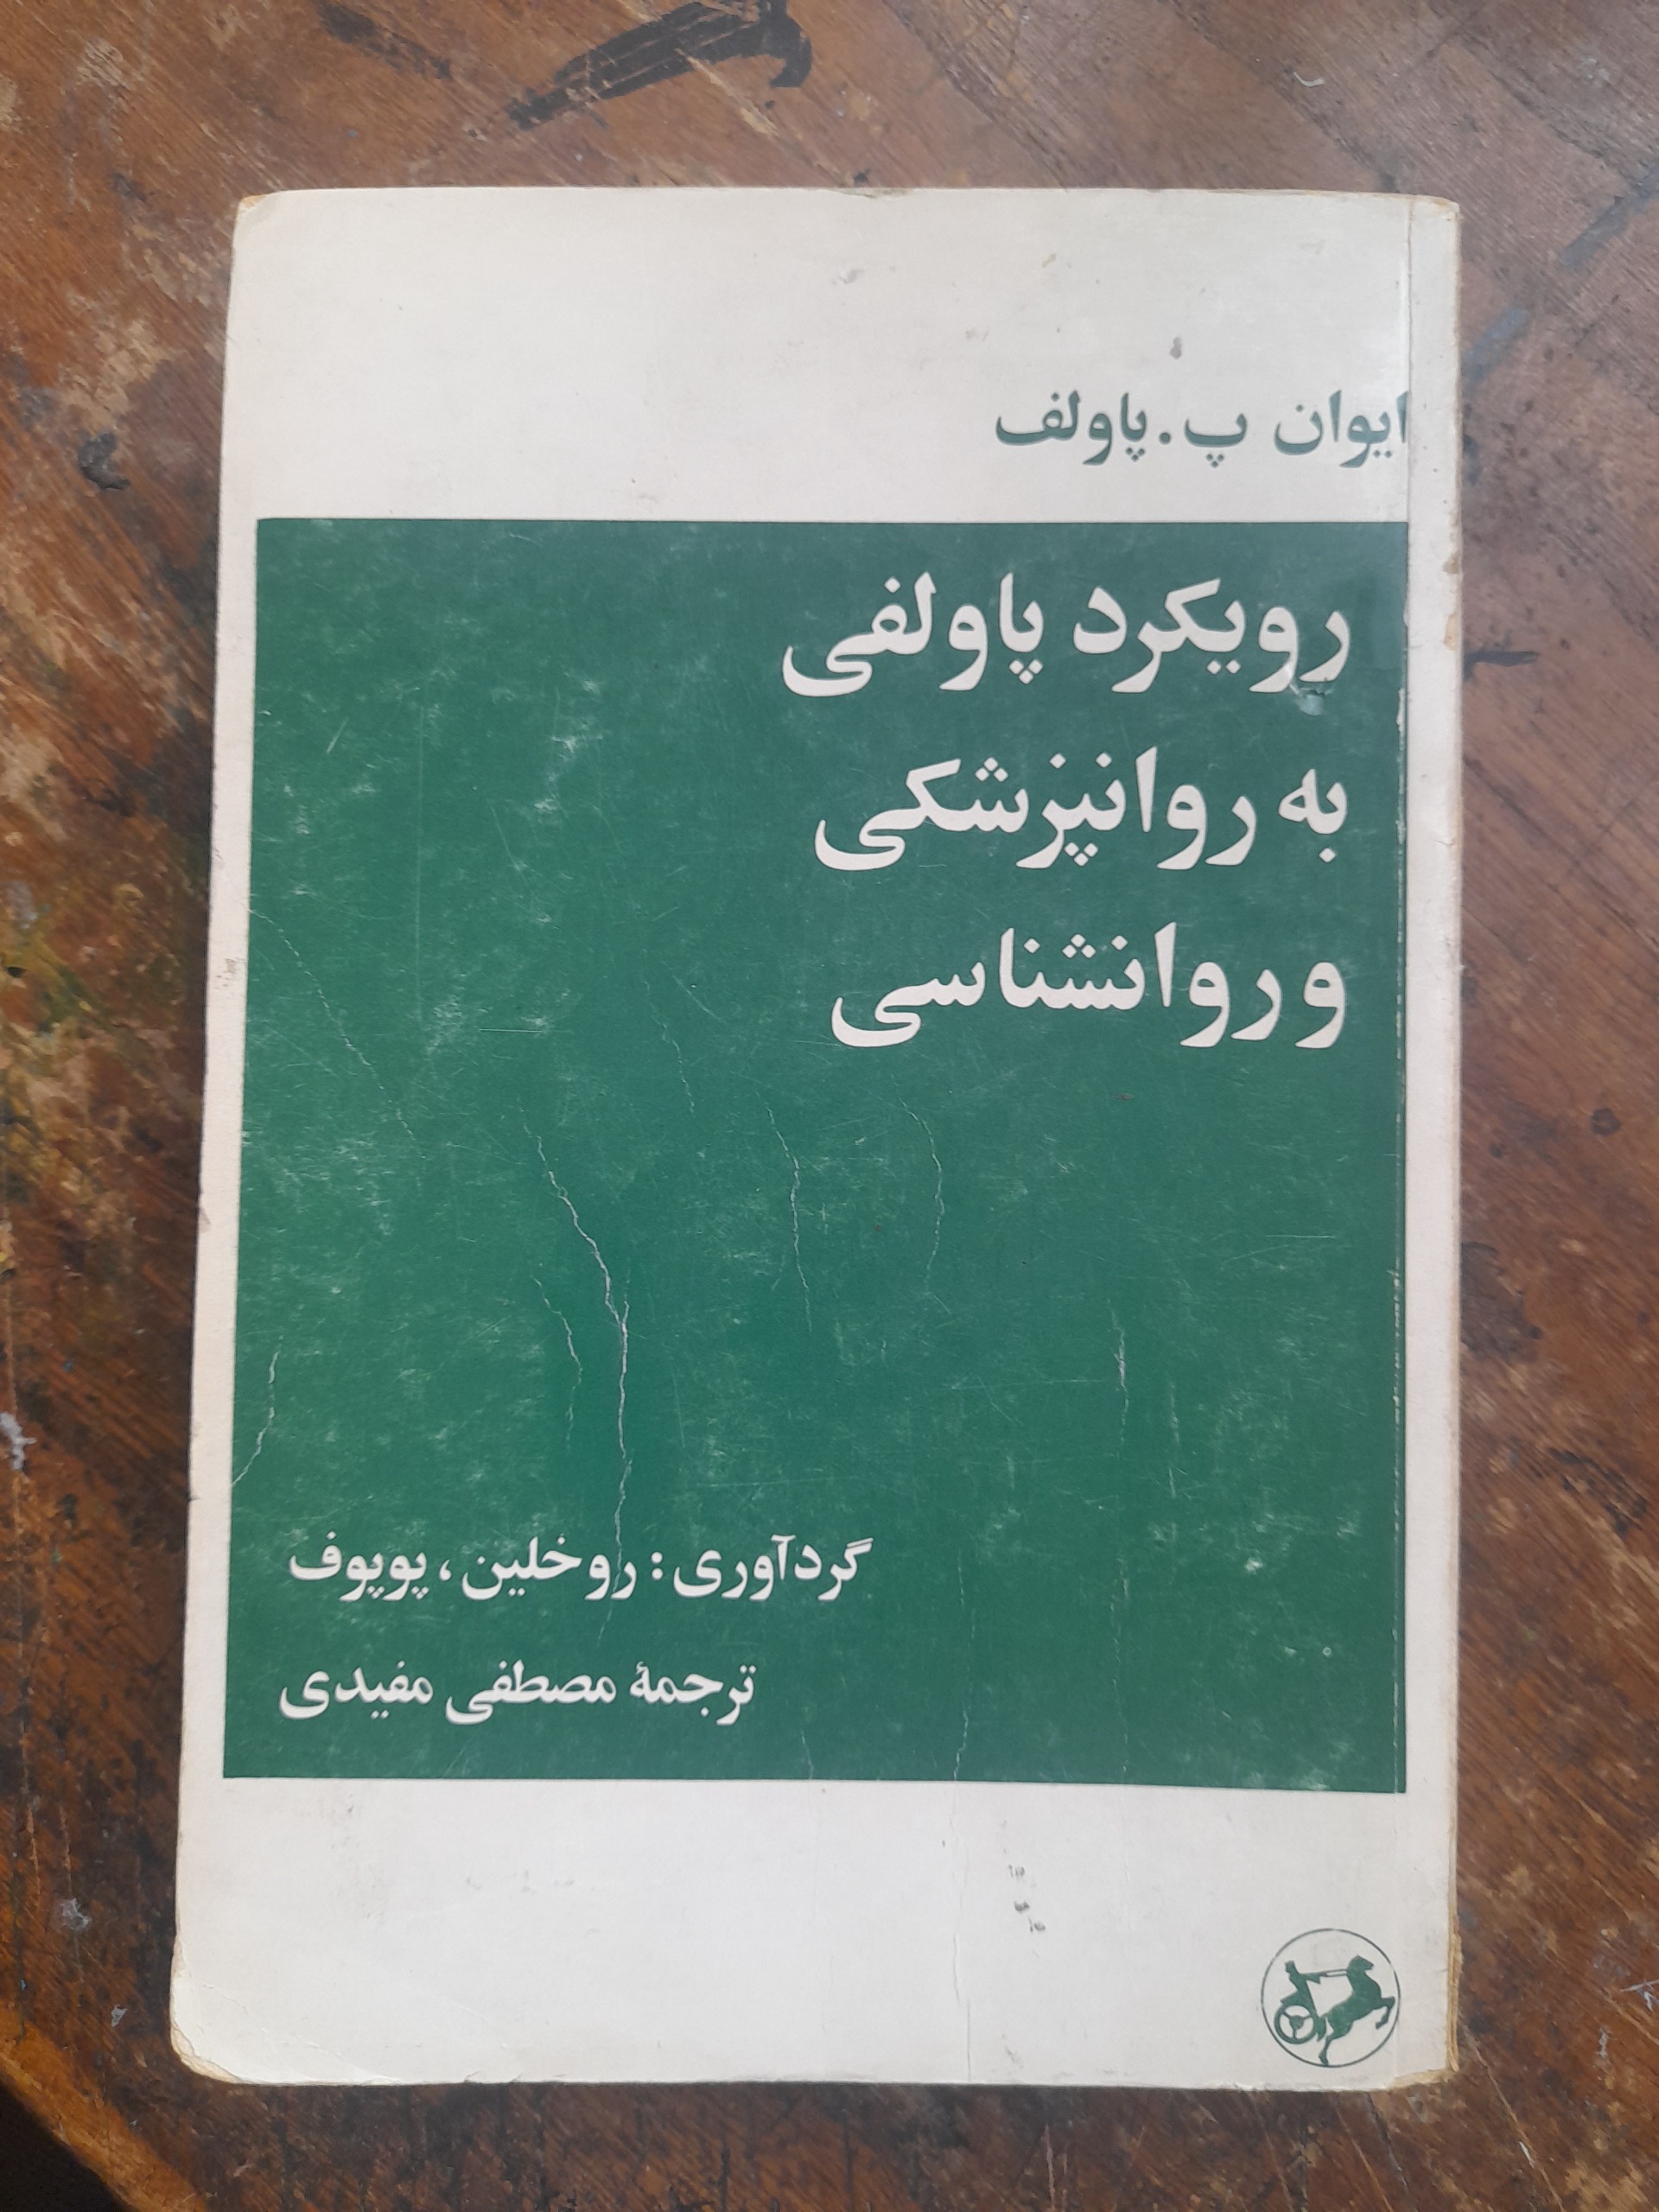 ایوان پ. پاولف
رویکرد پاولفی
به روانپزشکی
و روانشناسی
گردآوری: روخلین، پوپوف
ترجمهٔ مصطفی مفیدی